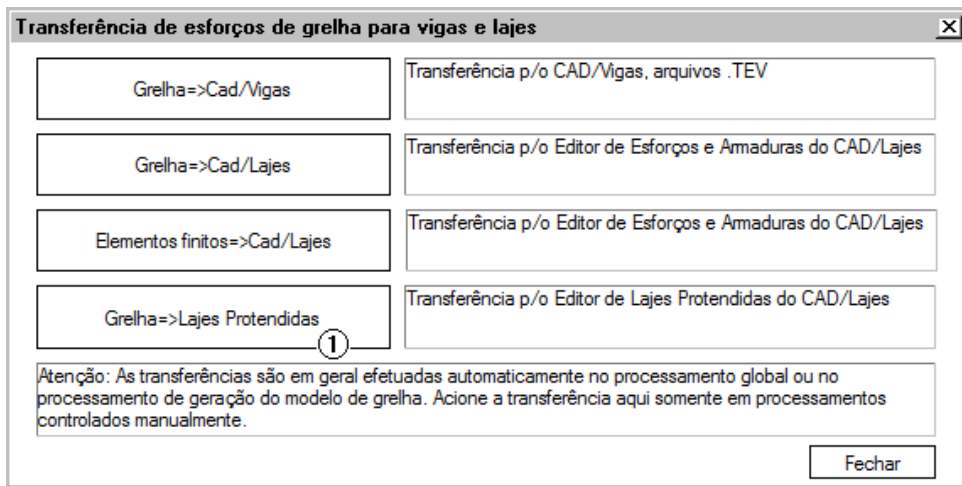 Transferência de esforços de grelha para vigas e lajes
Grelha=>Cad/Vigas
Transferência p/o CAD/Vigas, arquivos .TEV
Grelha=>Cad/Lajes
Transferência p/o Editor de Esforços e Armaduras do CAD/Lajes
Elementos finitos=>Cad/Lajes
Transferência p/o Editor de Esforços e Armaduras do CAD/Lajes
Grelha=>Lajes Protendidas
1
Transferência p/o Editor de Lajes Protendidas do CAD/Lajes
Atenção: As transferências são em geral efetuadas automaticamente no processamento global ou no
processamento de geração do modelo de grelha. Acione a transferência aqui somente em processamentos
controlados manualmente.
Fechar